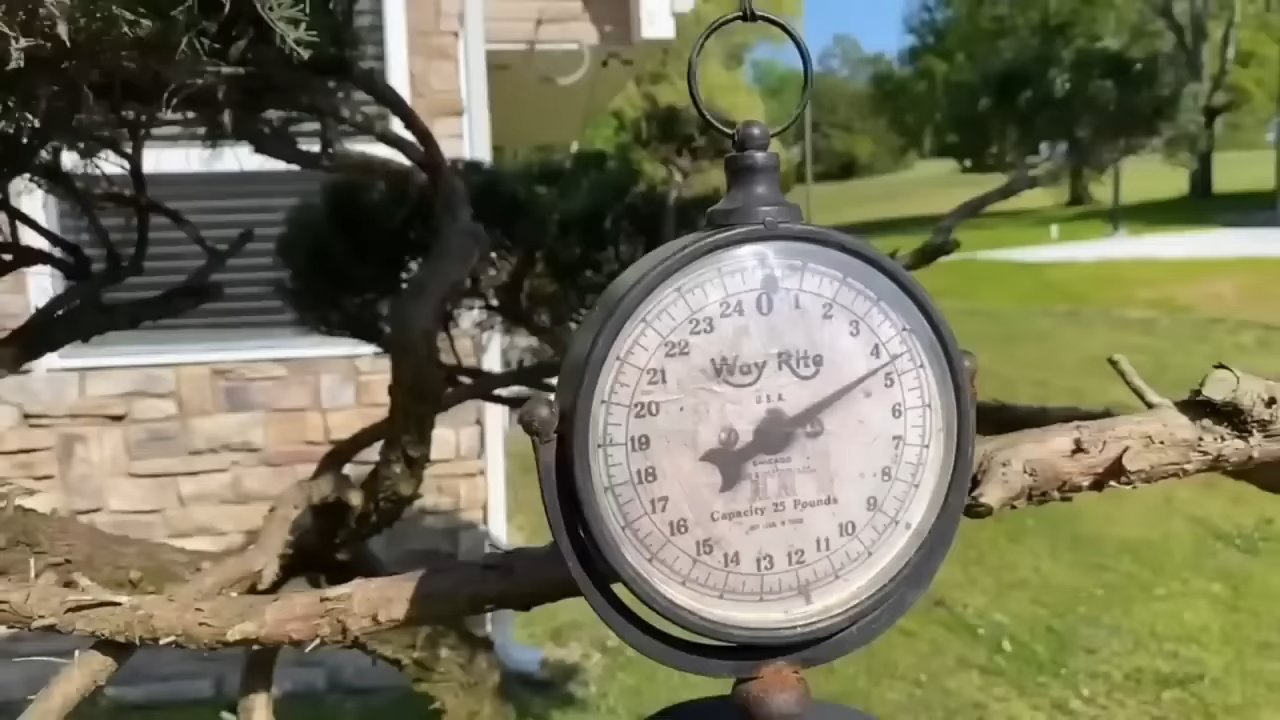 0 1 2 3 4 5 6 7 8 9 10 11 12 13 14 15 16 17 18 19 20 21 22 23 24
Way Rite
U.S.A.
CHICAGO
Capacity 25 Pounds